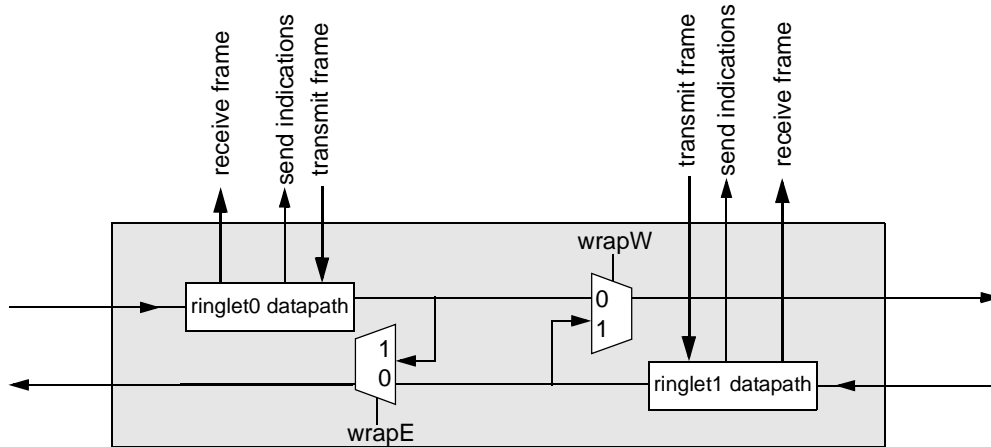 receive frame
send indications
transmit frame
transmit frame
send indications
receive frame
wrapW
ringlet0 datapath
0
1
1
0
ringlet1 datapath
wrapE